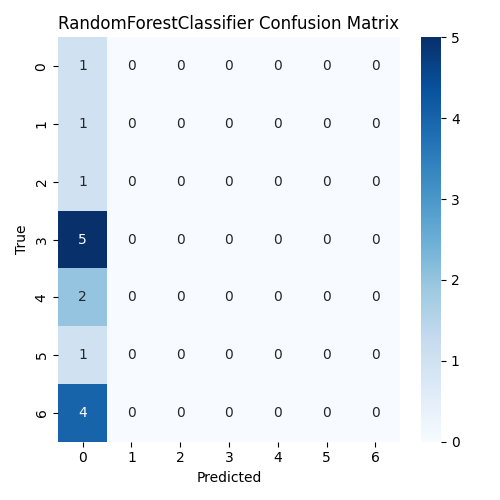 RandomForestClassifier Confusion Matrix
0 1 0 0 0 0 0 0
1 1 0 0 0 0 0 0
2 1 0 0 0 0 0 0
3 5 0 0 0 0 0 0
4 2 0 0 0 0 0 0
5 1 0 0 0 0 0 0
6 4 0 0 0 0 0 0
0 1 2 3 4 5 6
True
Predicted
5
4
3
2
1
0